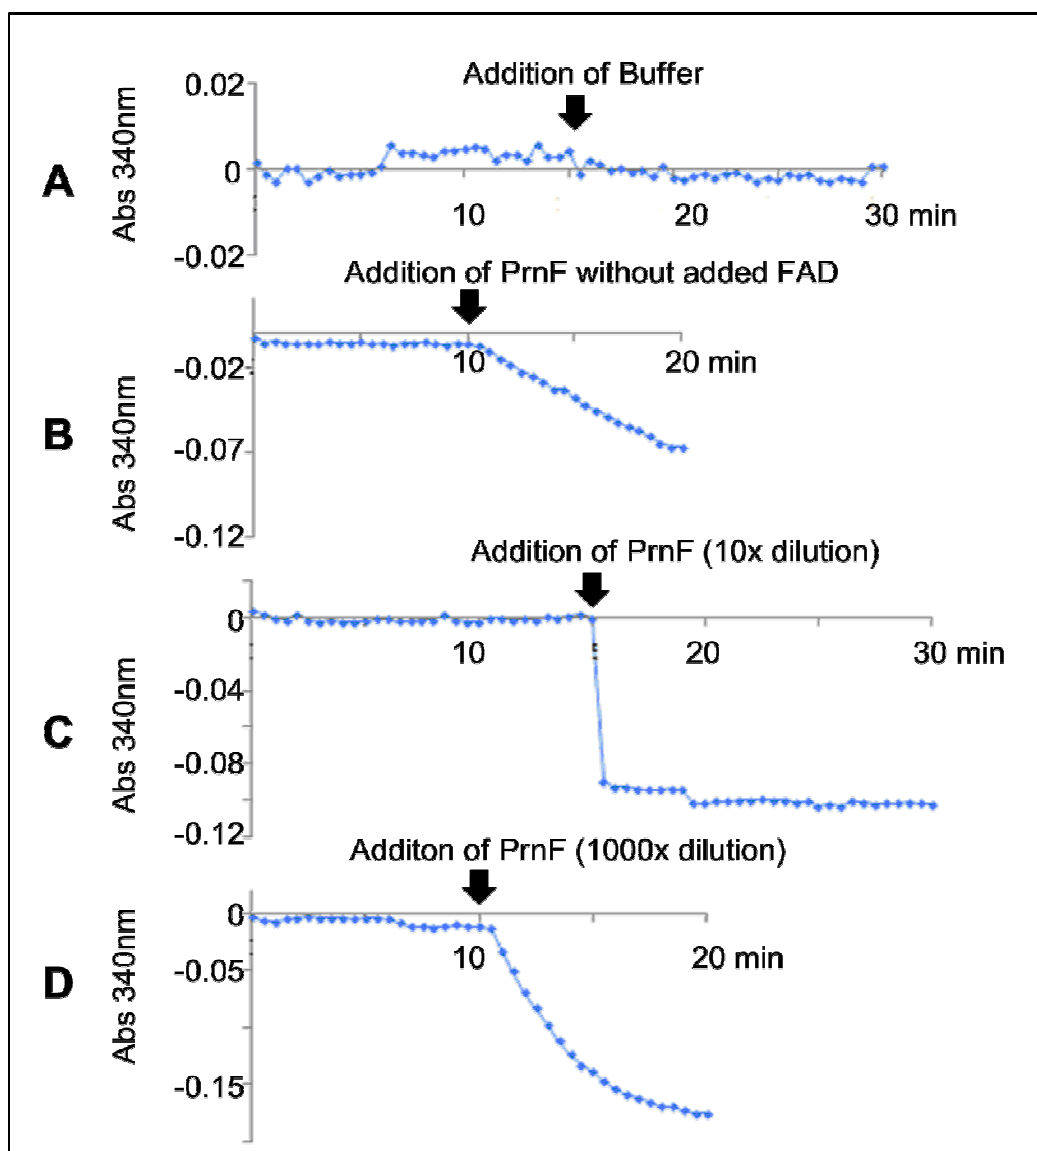 Addition of Buffer
0.02
0
-0.02
10
20
30 min
Abs 340nm
A
Addition of PrnF without added FAD
10
20 min
-0.02
-0.07
-0.12
Abs 340nm
B
Addition of PrnF (10x dilution)
0
10
20
30 min
-0.04
-0.08
-0.12
Abs 340nm
C
Additon of PrnF (1000x dilution)
0
10
20 min
-0.05
-0.15
Abs 340nm
D